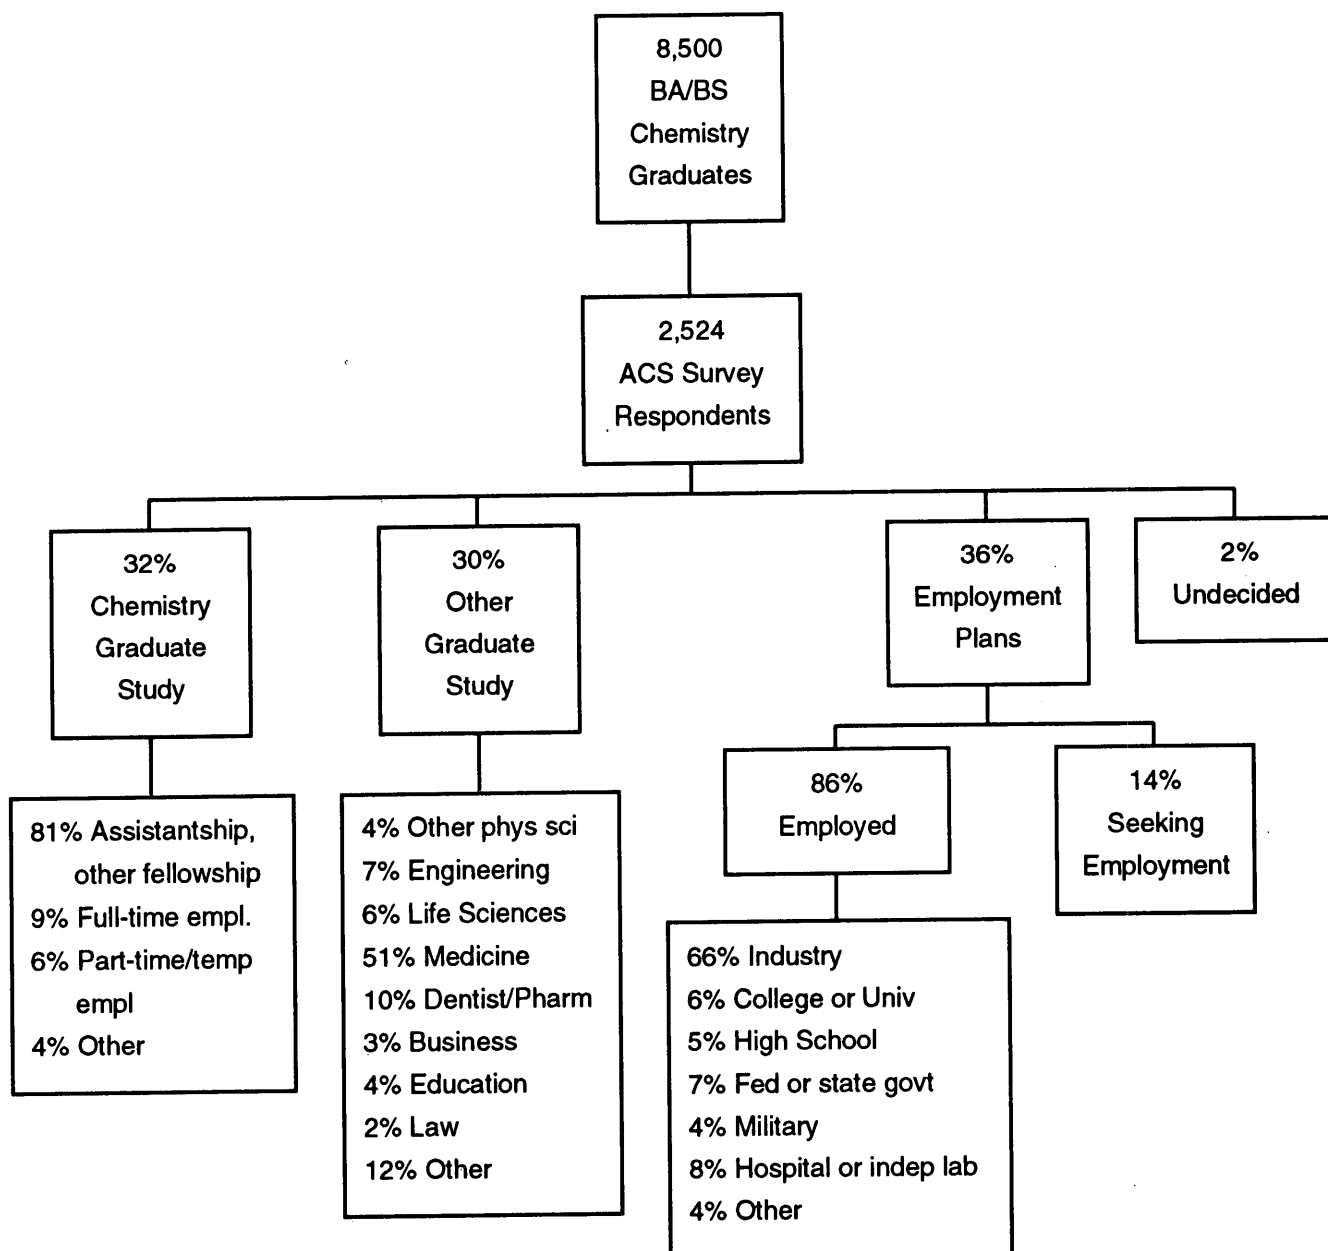 8,500
BA/BS
Chemistry
Graduates
2,524
ACS Survey
Respondents
32%
Chemistry
Graduate
Study
30%
Other
Graduate
Study
36%
Employment
Plans
2%
Undecided
81% Assistantship,
other fellowship
9% Full-time empl.
6% Part-time/temp
empl
4% Other
4% Other phys sci
7% Engineering
6% Life Sciences
51% Medicine
10% Dentist/Pharm
3% Business
4% Education
2% Law
12% Other
86%
Employed
14%
Seeking
Employment
66% Industry
6% College or Univ
5% High School
7% Fed or state govt
4% Military
8% Hospital or indep lab
4% Other